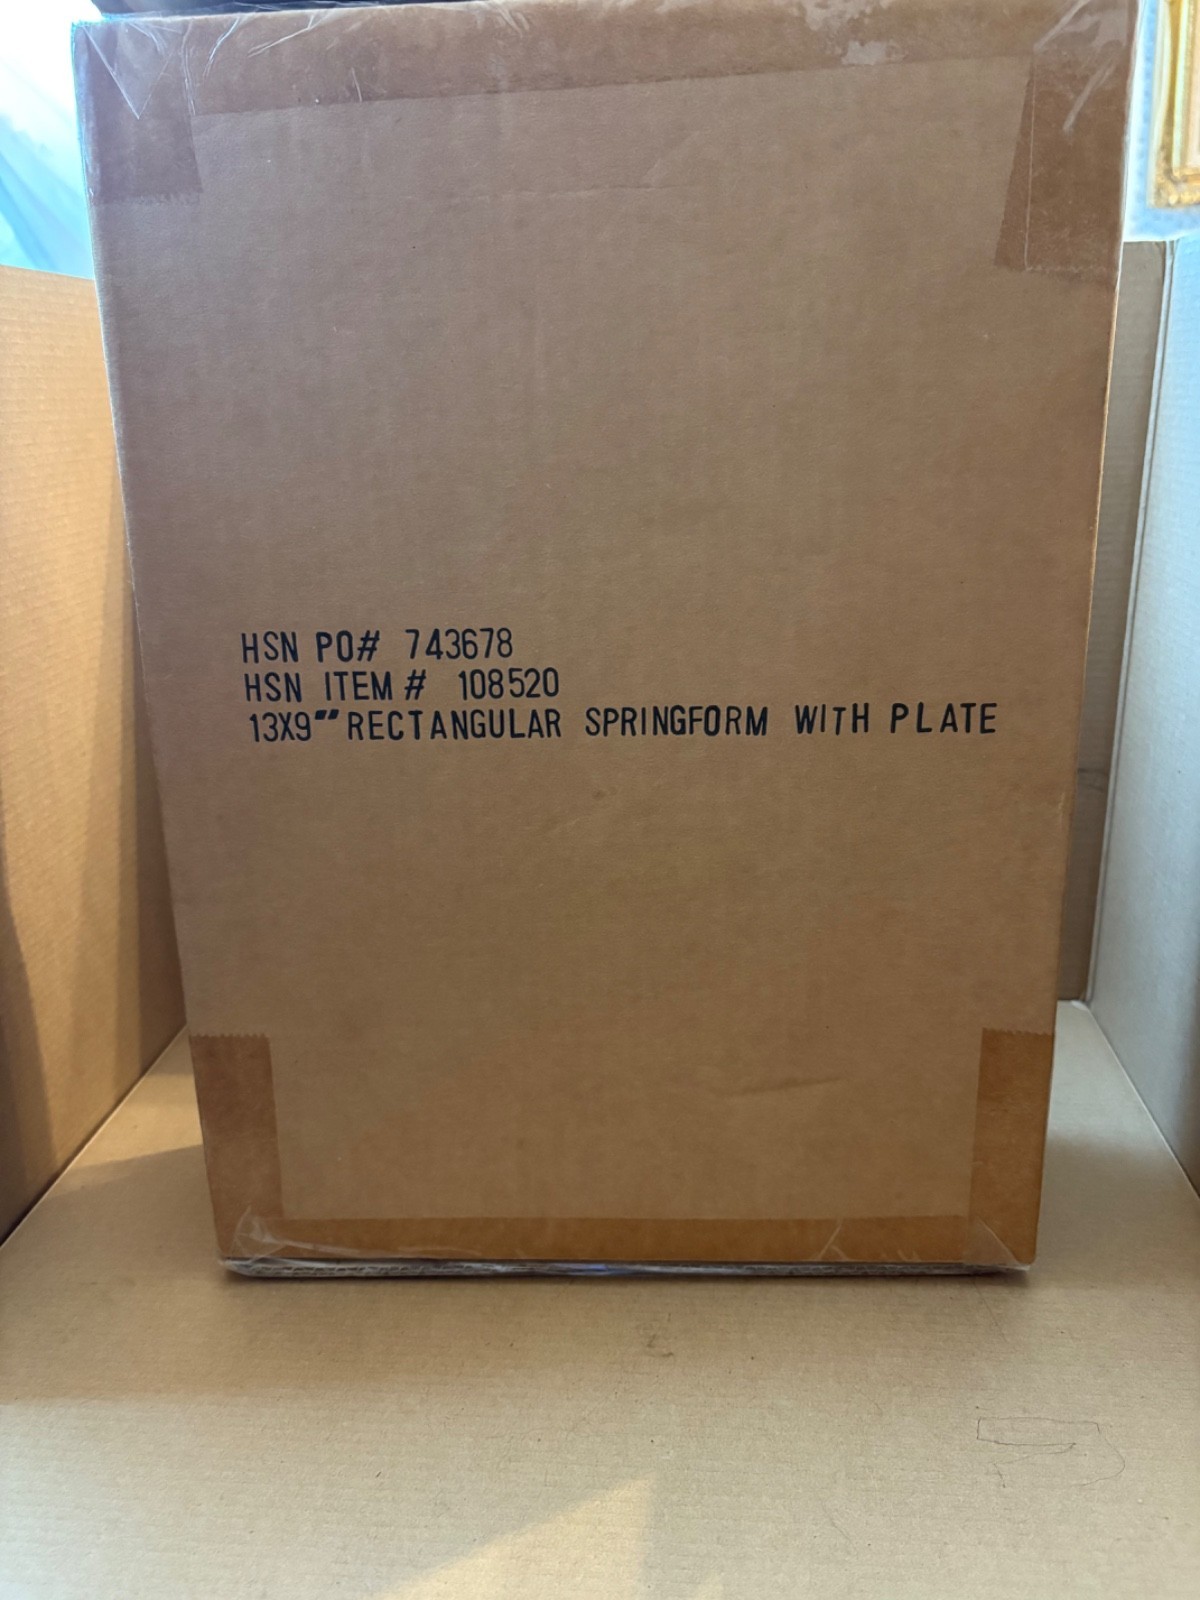 HSN PO# 743678
HSN ITEM # 108520
13X9"" RECTANGULAR SPRINGFORM WITH PLATE